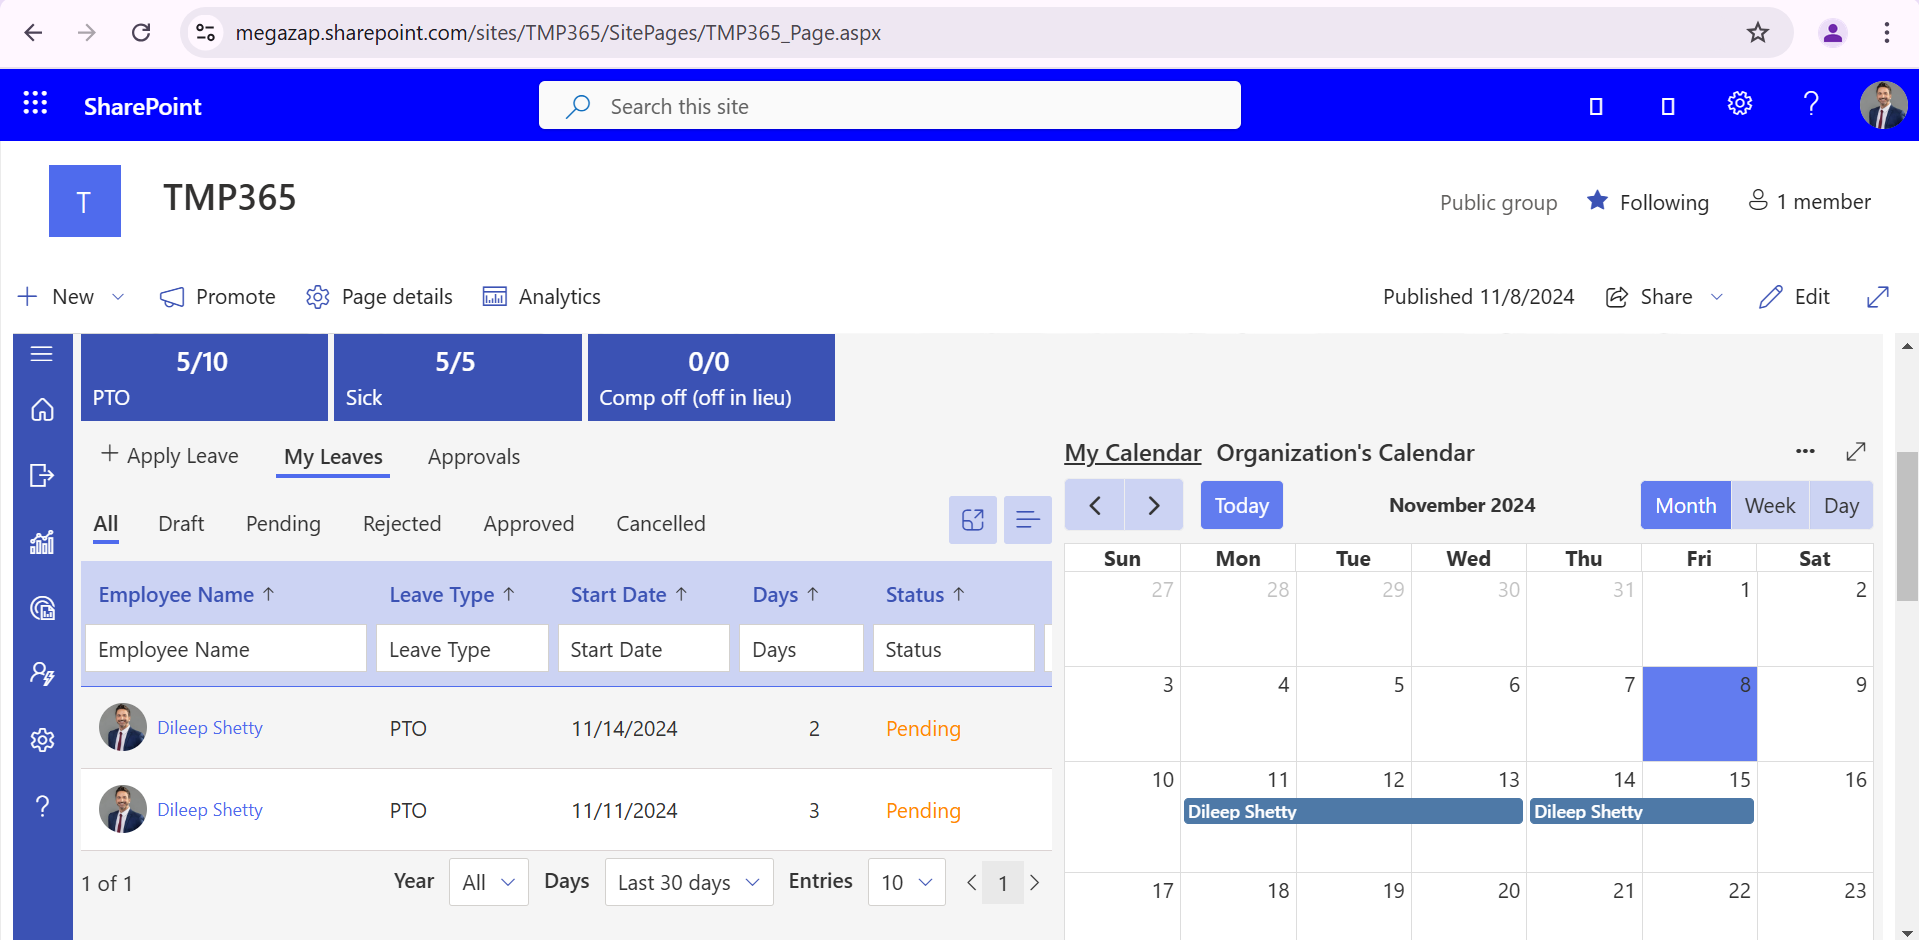 megazap.sharepoint.com/sites/TMP365/SitePages/TMP365_Page.aspx
SharePoint
Search this site
T
TMP365
Public group
Following
1 member
New
Promote
Page details
Analytics
Published 11/8/2024
Share
Edit
5/10
PTO
5/5
Sick
0/0
Comp off (off in lieu)
Apply Leave
My Leaves
Approvals
All
Draft
Pending
Rejected
Approved
Cancelled
Employee Name
Leave Type
Start Date
Days
Status
Employee Name
Leave Type
Start Date
Days
Status
Dileep Shetty
PTO
11/14/2024
2
Pending
Dileep Shetty
PTO
11/11/2024
3
Pending
1 of 1
Year
All
Days
Last 30 days
Entries
10
1
My Calendar
Organization's Calendar
Today
November 2024
Month
Week
Day
Sun Mon Tue Wed Thu Fri Sat
27 28 29 30 31 1 2
3 4 5 6 7 8 9
10 11 12 13 14 15 16
Dileep Shetty
Dileep Shetty
17 18 19 20 21 22 23